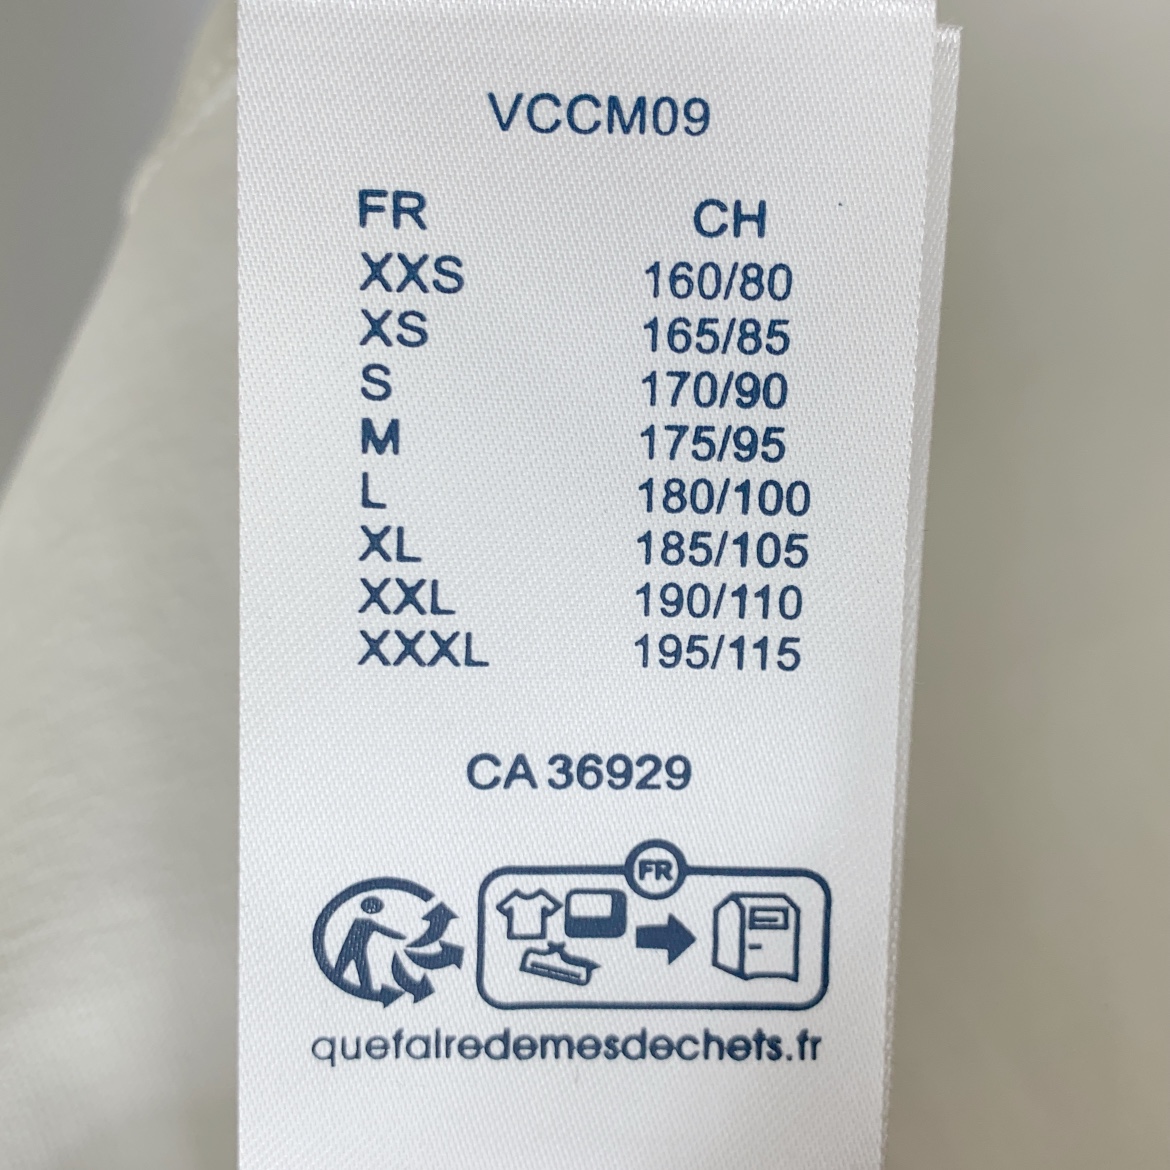 VCCM09
FR CH
XXS 160/80
XS 165/85
S 170/90
M 175/95
L 180/100
XL 185/105
XXL 190/110
XXXL 195/115
CA 36929
FR
quefairedemesdechets.fr